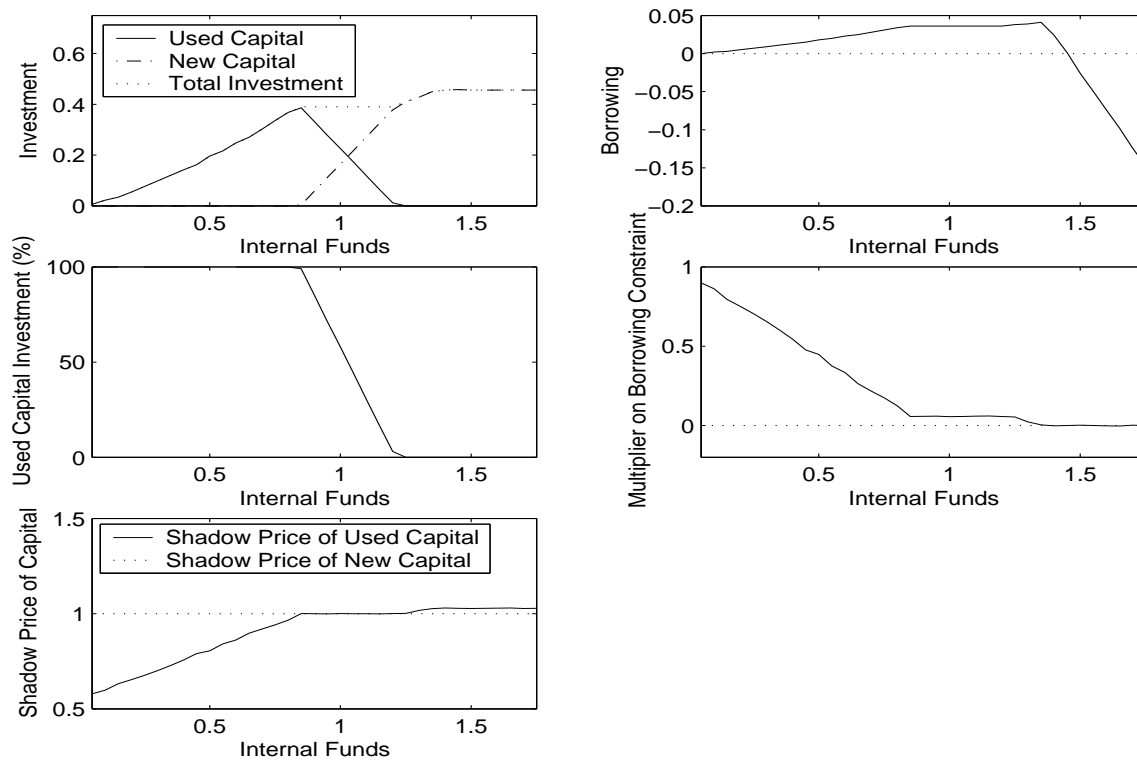 Used Capital
New Capital
Total Investment
Investment
0.6
0.4
0.2
0
0.5
1
1.5
Internal Funds
Borrowing
0.05
0
−0.05
−0.1
−0.15
−0.2
0.5
1
1.5
Internal Funds
Used Capital Investment (%)
100
50
0
0.5
1
1.5
Internal Funds
Multiplier on Borrowing Constraint
1
0.5
0
0.5
1
1.5
Internal Funds
Shadow Price of Capital
1.5
1
0.5
Shadow Price of Used Capital
Shadow Price of New Capital
0.5
1
1.5
Internal Funds